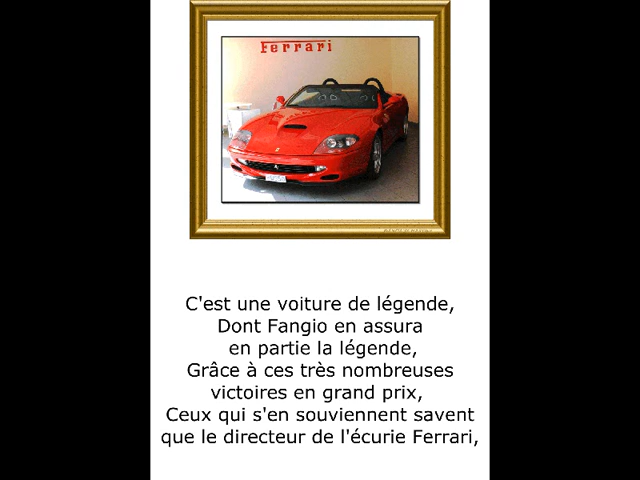 Ferrari
C'est une voiture de légende,
Dont Fangio en assura
en partie la légende,
Grâce à ces très nombreuses
victoires en grand prix,
Ceux qui s'en souviennent savent
que le directeur de l'écurie Ferrari,